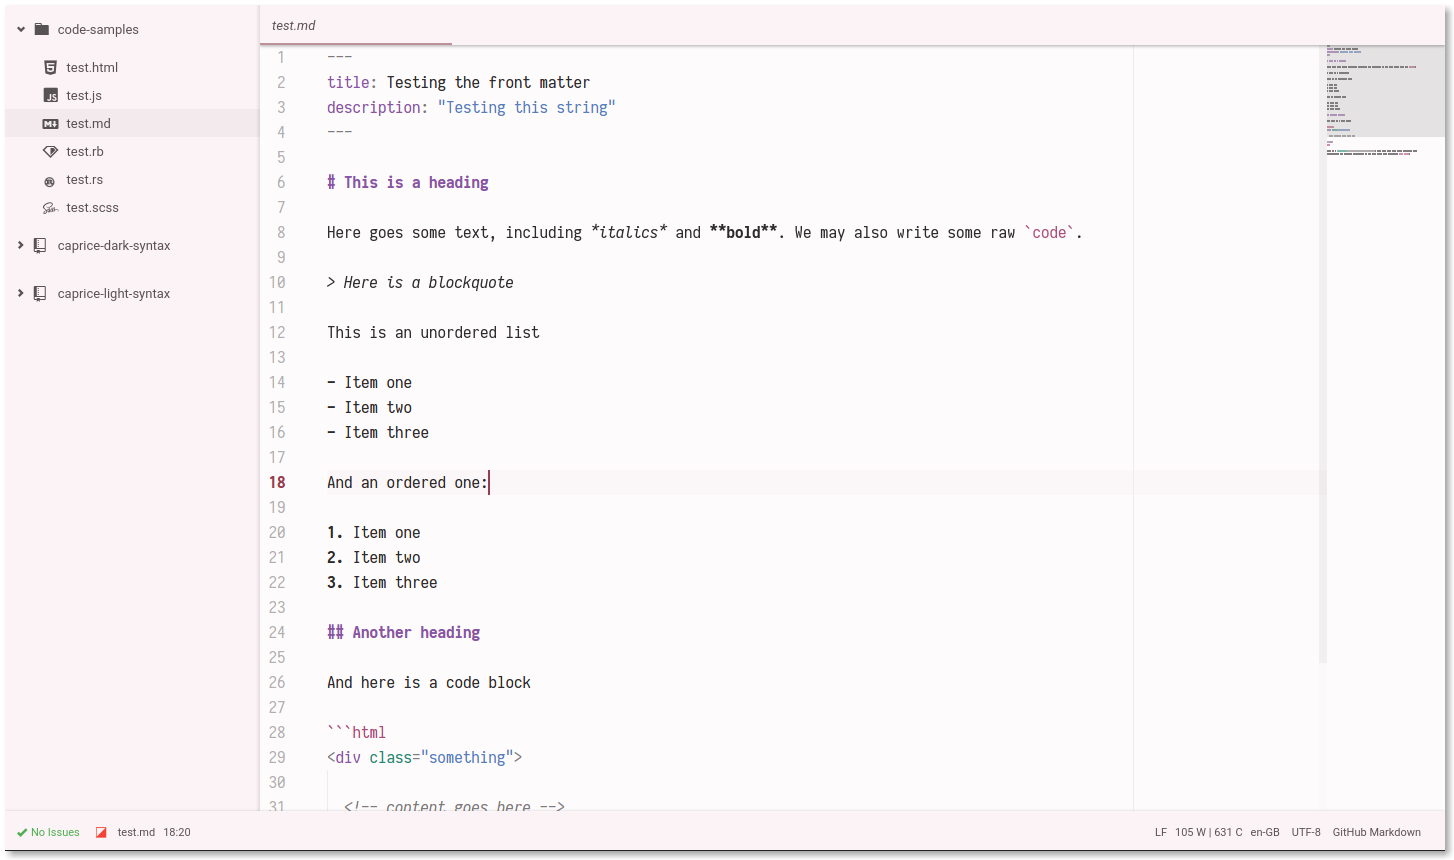 code-samples
test.html
test.js
test.md
test.rb
test.rs
test.scss
caprice-dark-syntax
caprice-light-syntax
test.md
1 ---
2 title: Testing the front matter
3 description: "Testing this string"
4 ---
5
6 # This is a heading
7
8 Here goes some text, including *italics* and **bold**. We may also write some raw `code`.
9
10 > Here is a blockquote
11
12 This is an unordered list
13
14 - Item one
15 - Item two
16 - Item three
17
18 And an ordered one:
19
20 1. Item one
21 2. Item two
22 3. Item three
23
24 ## Another heading
25
26 And here is a code block
27
28 ```html
29 <div class="something">
30
31 <!-- content goes here -->
No Issues test.md 18:20 LF 105 W | 631 C en-GB UTF-8 GitHub Markdown